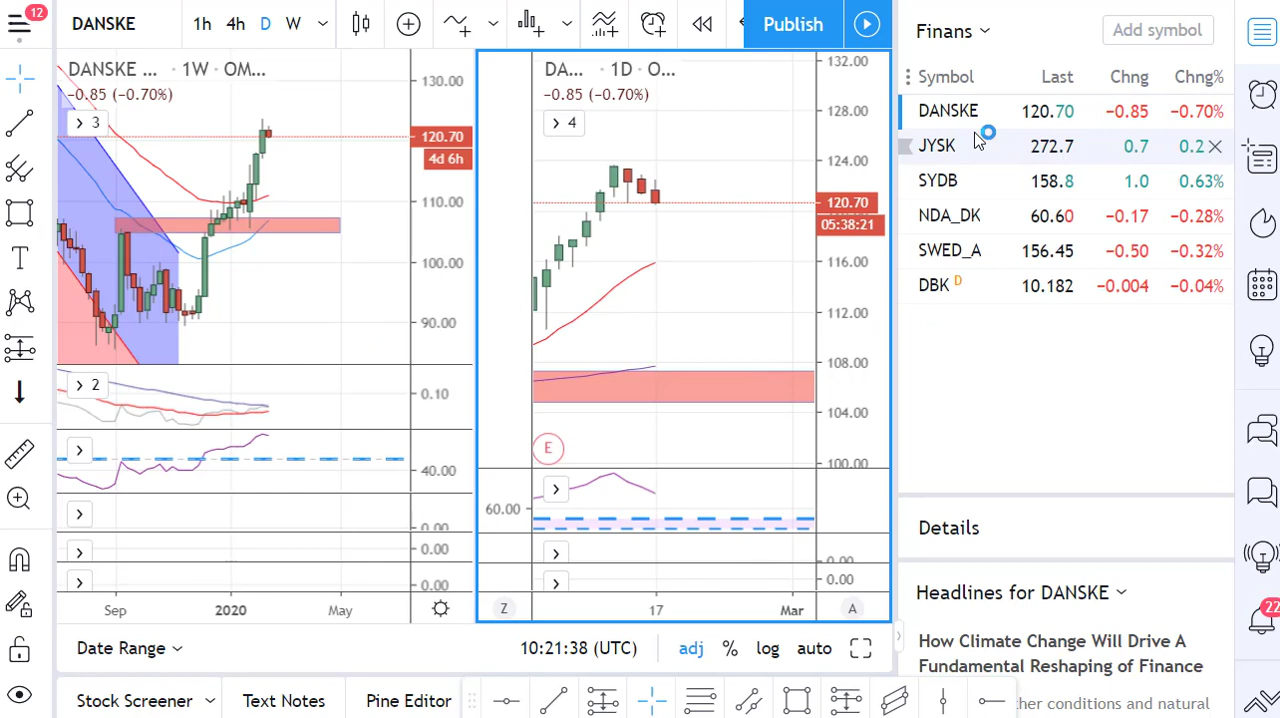 12
DANSKE
1h 4h D W
Publish
DANSKE ... · 1W · OM...
−0.85 (−0.70%)
3
130.00
120.70
4d 6h
110.00
100.00
90.00
2
0.10
40.00
0.00
0.00
0.00
Sep 2020 May
DA... · 1D · O...
−0.85 (−0.70%)
4
132.00
128.00
124.00
120.70
05:38:21
116.00
112.00
108.00
104.00
100.00
E
60.00
0.00
0.00
Z 17 Mar A
Date Range
10:21:38 (UTC) adj % log auto
Stock Screener Text Notes Pine Editor
Finans
Add symbol
Symbol Last Chng Chng%
DANSKE 120.70 −0.85 −0.70%
JYSK 272.7 0.7 0.2
SYDB 158.8 1.0 0.63%
NDA_DK 60.60 −0.17 −0.28%
SWED_A 156.45 −0.50 −0.32%
DBK D 10.182 −0.004 −0.04%
Details
Headlines for DANSKE
How Climate Change Will Drive A
Fundamental Reshaping of Finance
her conditions and natural
22